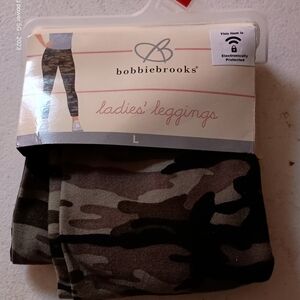 This item is
Electronically
Protected
bobbiebrooks®
ladies' leggings
L